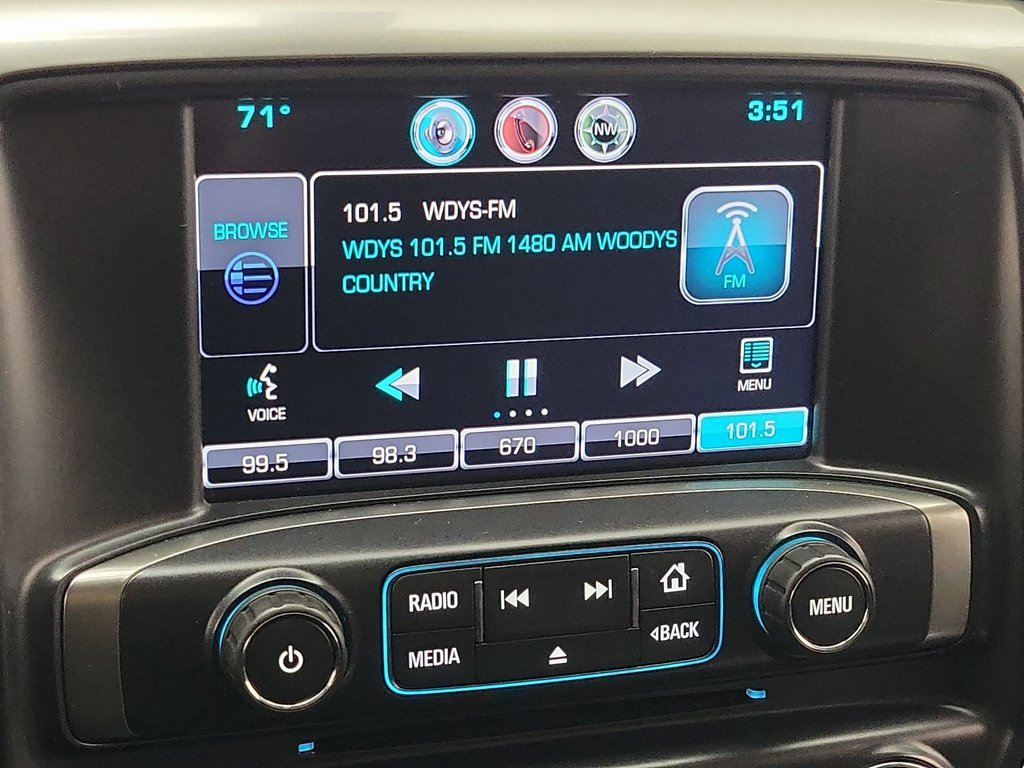 71°
NW
3:51
BROWSE
101.5 WDYS-FM
WDYS 101.5 FM 1480 AM WOODYS
COUNTRY
FM
VOICE
MENU
99.5
98.3
670
1000
101.5
RADIO
MEDIA
BACK
MENU